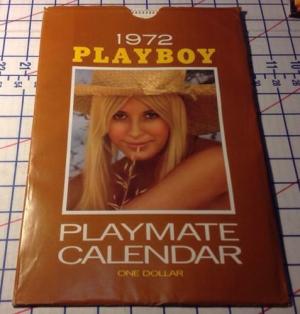 1972
PLAYBOY
PLAYMATE
CALENDAR
ONE DOLLAR